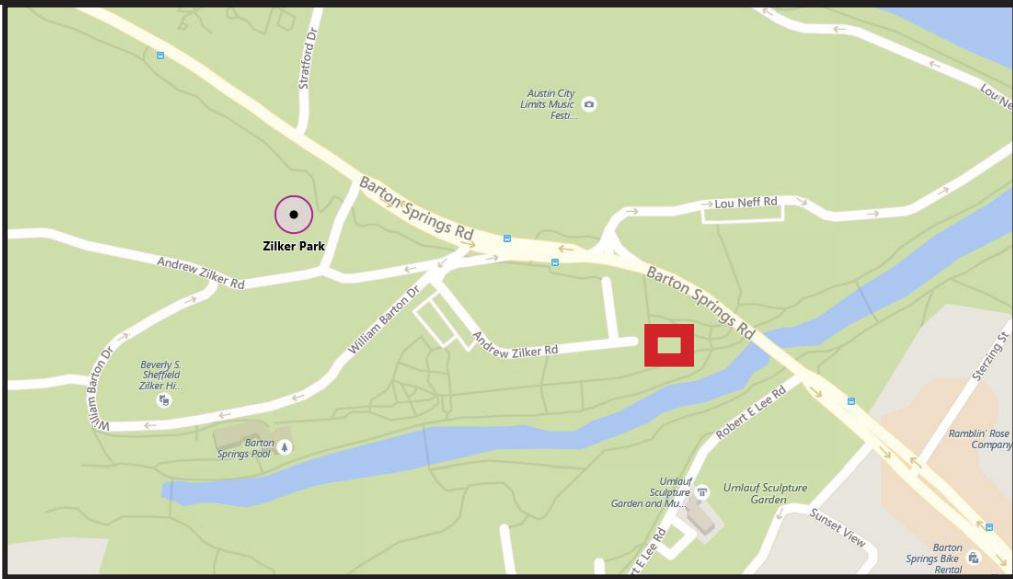 Stratford Dr
Austin City
Limits Music
Festi...
Lou Ne
Barton Springs Rd
Lou Neff Rd
Zilker Park
Andrew Zilker Rd
Barton Springs Rd
William Barton Dr
Andrew Zilker Rd
William Barton Dr
Beverly S.
Sheffield
Zilker Hi...
Sterzing St
Robert E Lee Rd
Ramblin' Rose
Company
Barton
Springs Pool
Umlauf
Sculpture
Garden and Mu...
Umlauf Sculpture
Garden
Sunset View
rt E Lee Rd
Barton
Springs Bike
Rental